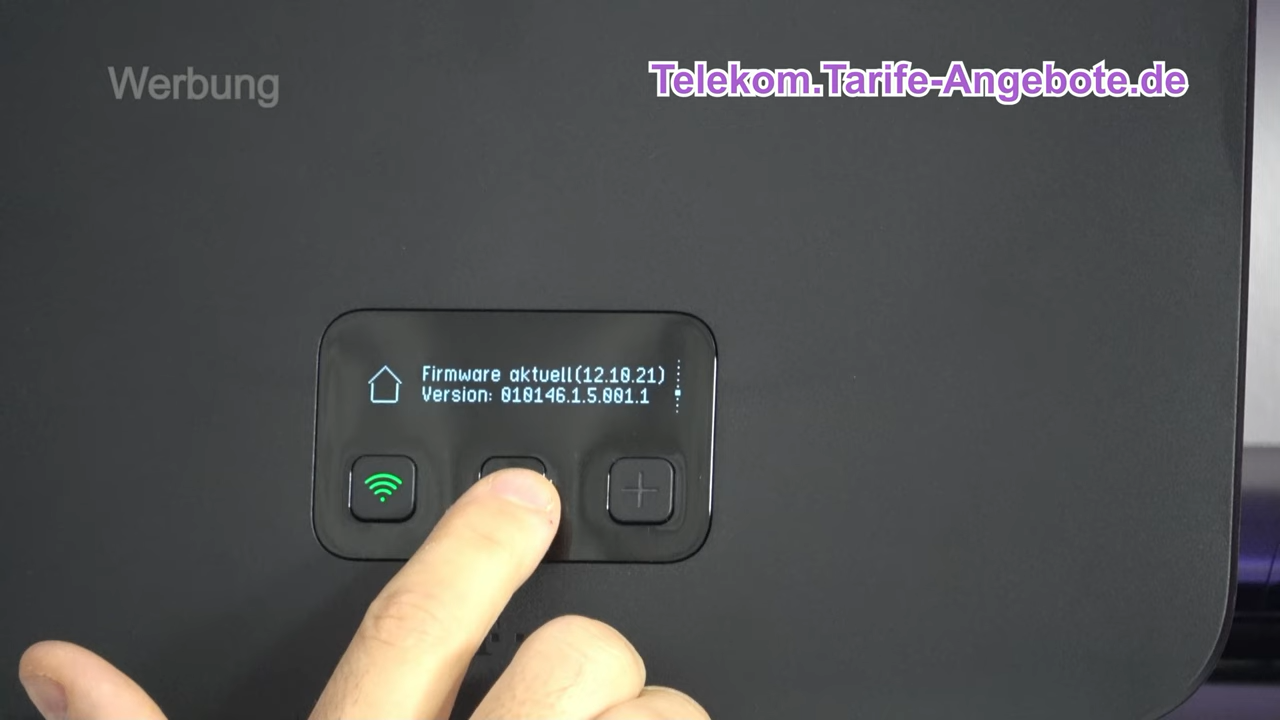 Werbung
Telekom.Tarife-Angebote.de
Firmware aktuell(12.10.21)
Version: 010146.1.5.001.1